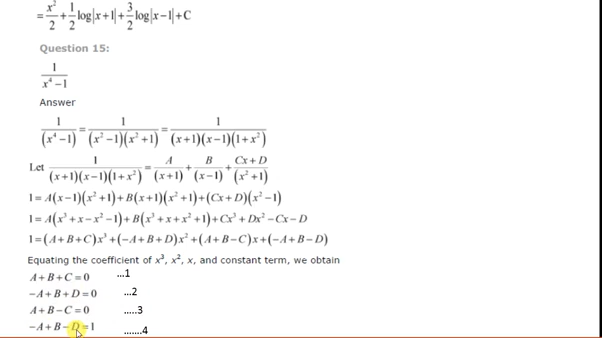 = x²/2 + 1/2 log|x+1| + 3/2 log|x−1| + C
Question 15:
1/(x⁴−1)
Answer
1/(x⁴−1) = 1/((x²−1)(x²+1)) = 1/((x+1)(x−1)(1+x²))
Let 1/((x+1)(x−1)(1+x²)) = A/(x+1) + B/(x−1) + (Cx+D)/(x²+1)
1 = A(x−1)(x²+1) + B(x+1)(x²+1) + (Cx+D)(x²−1)
1 = A(x³+x−x²−1) + B(x³+x+x²+1) + Cx³ + Dx² − Cx − D
1 = (A+B+C)x³ + (−A+B+D)x² + (A+B−C)x + (−A+B−D)
Equating the coefficient of x³, x², x, and constant term, we obtain
A+B+C = 0 ...1
−A+B+D = 0 ...2
A+B−C = 0 .....3
−A+B−D = 1 .......4